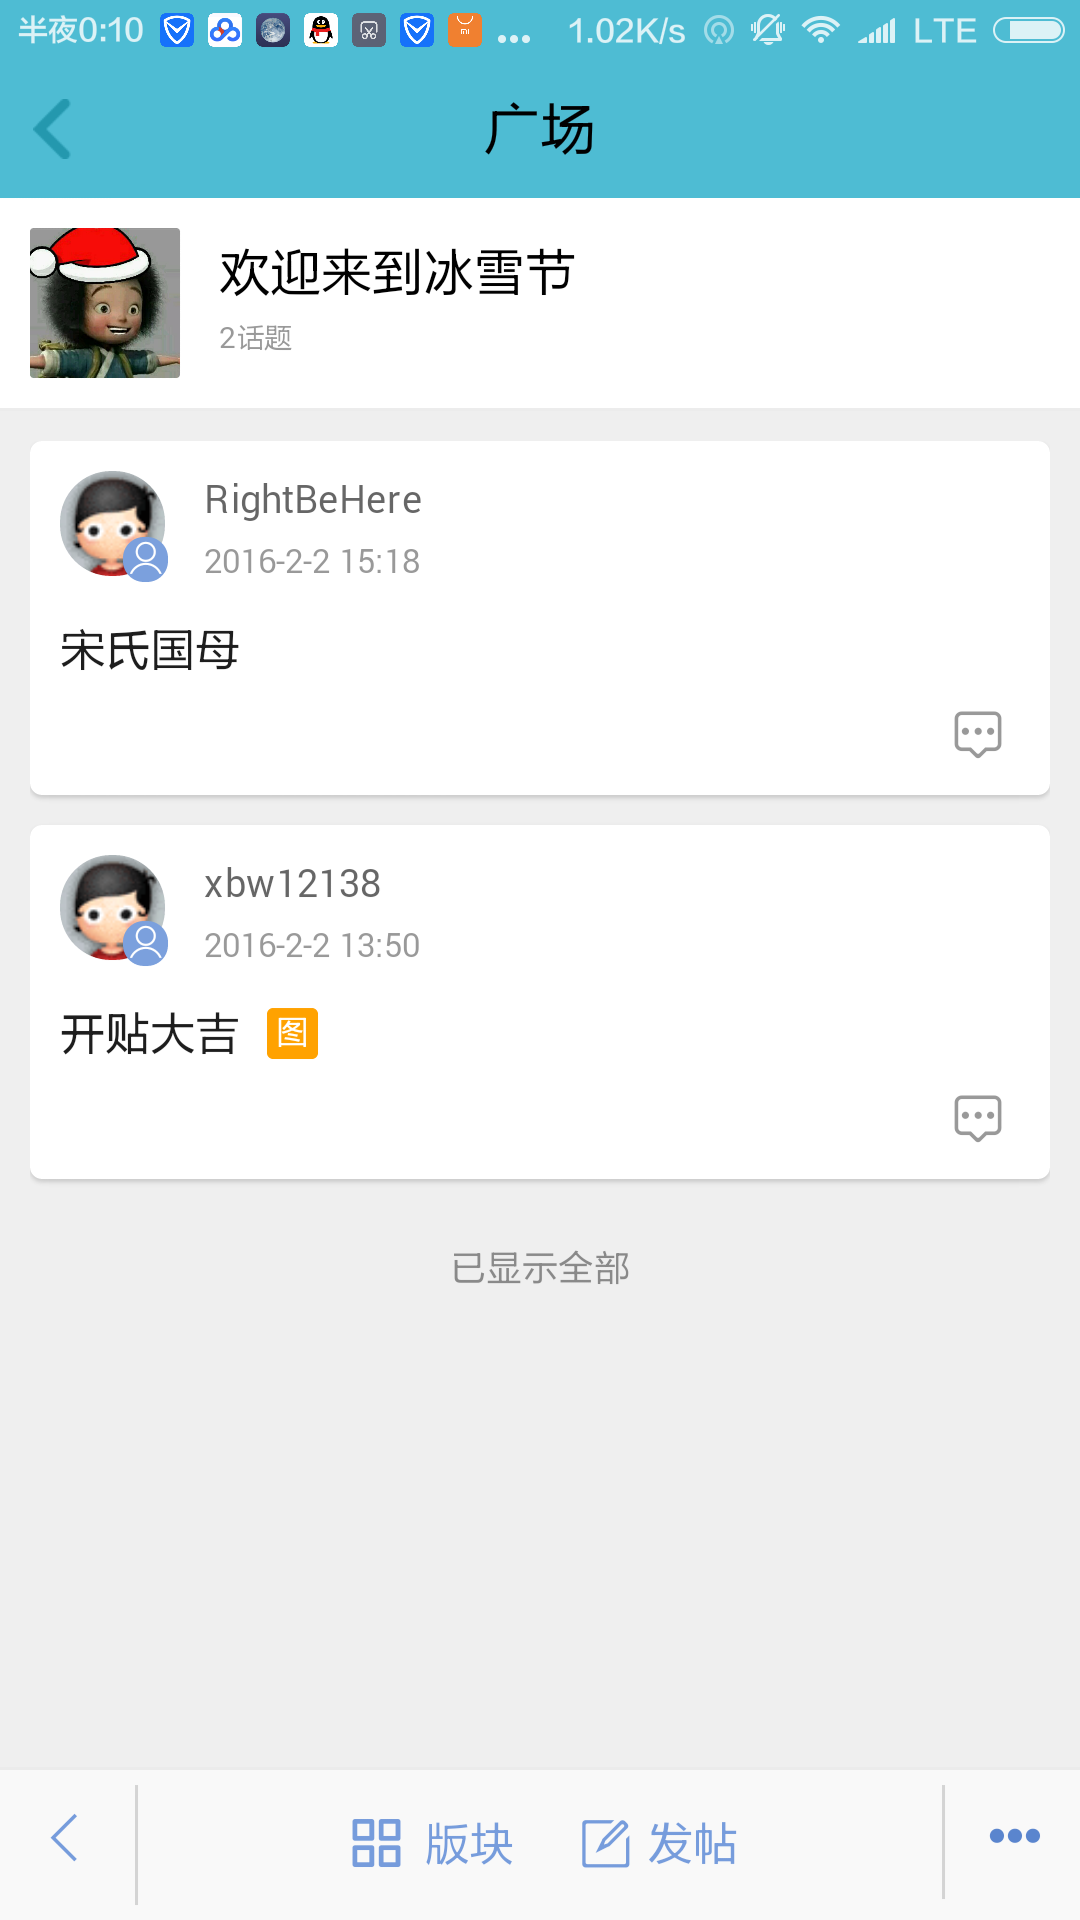 半夜0:10 ... 1.02K/s LTE
广场
欢迎来到冰雪节
2话题
RightBeHere
2016-2-2 15:18
宋氏国母
xbw12138
2016-2-2 13:50
开贴大吉 图
已显示全部
版块 发帖